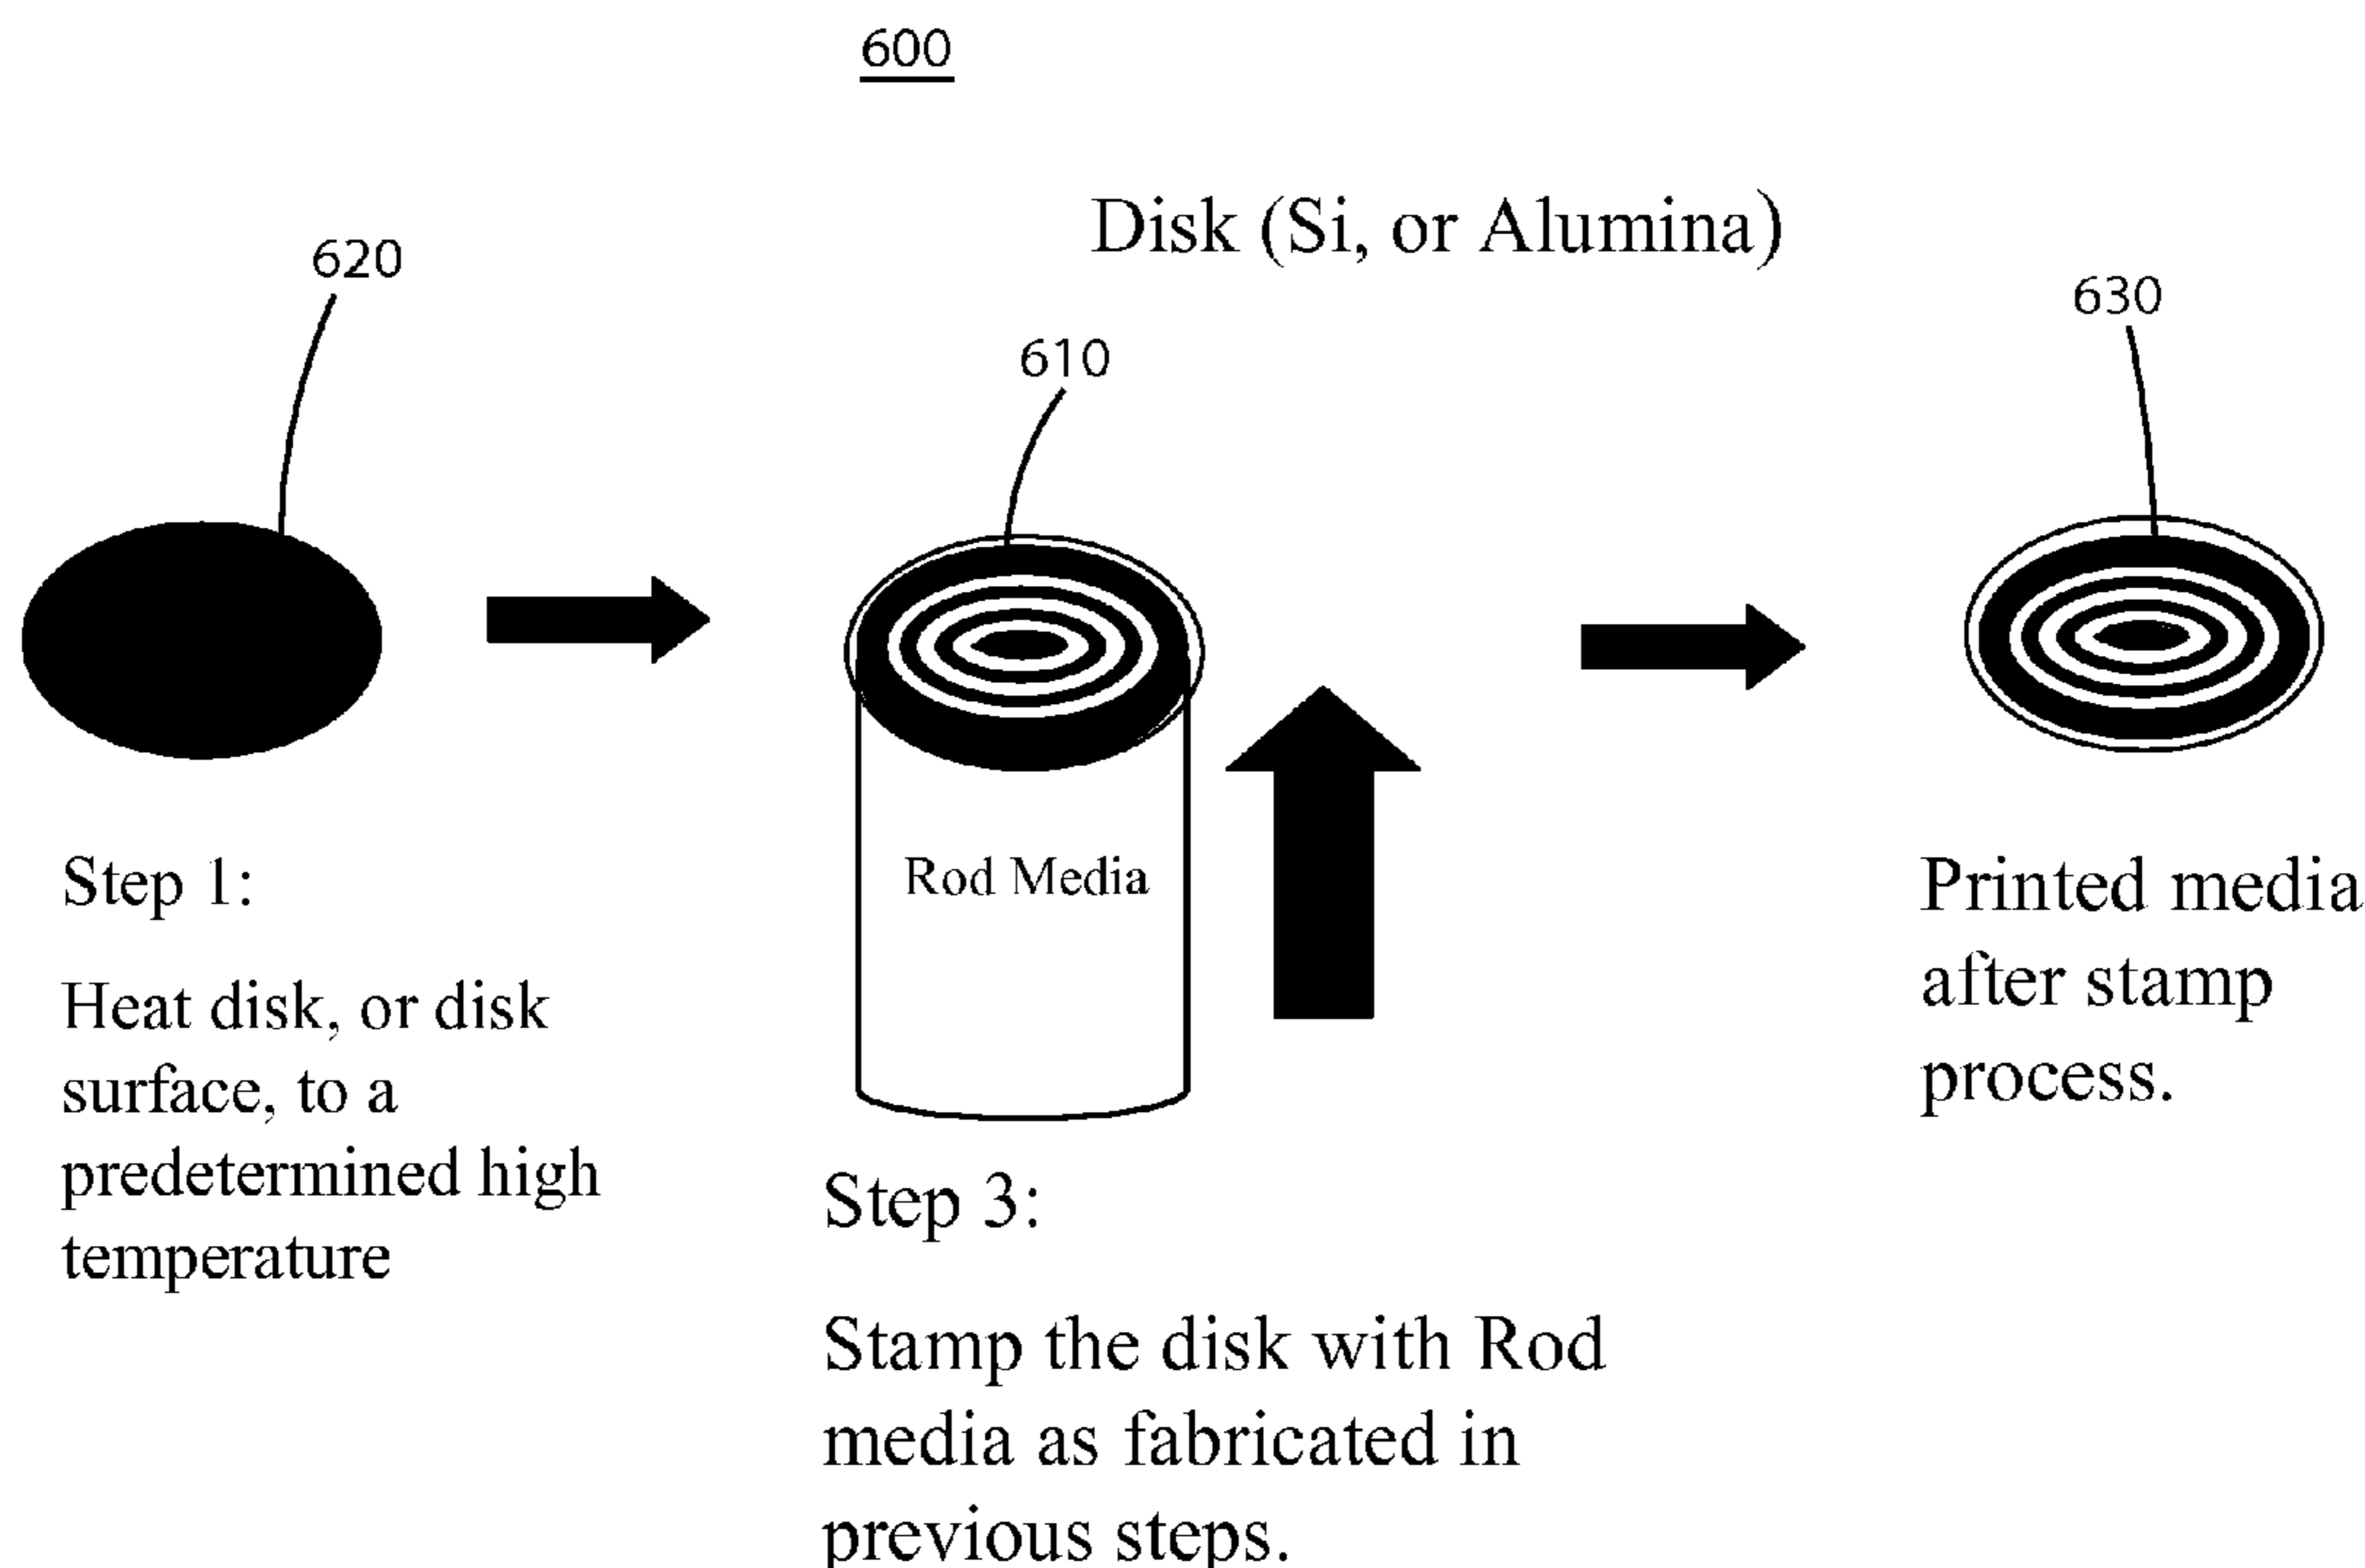 600
Disk (Si, or Alumina)
620
610
630
Rod Media
Step 1:
Heat disk, or disk
surface, to a
predetermined high
temperature
Step 3:
Stamp the disk with Rod
media as fabricated in
previous steps.
Printed media
after stamp
process.